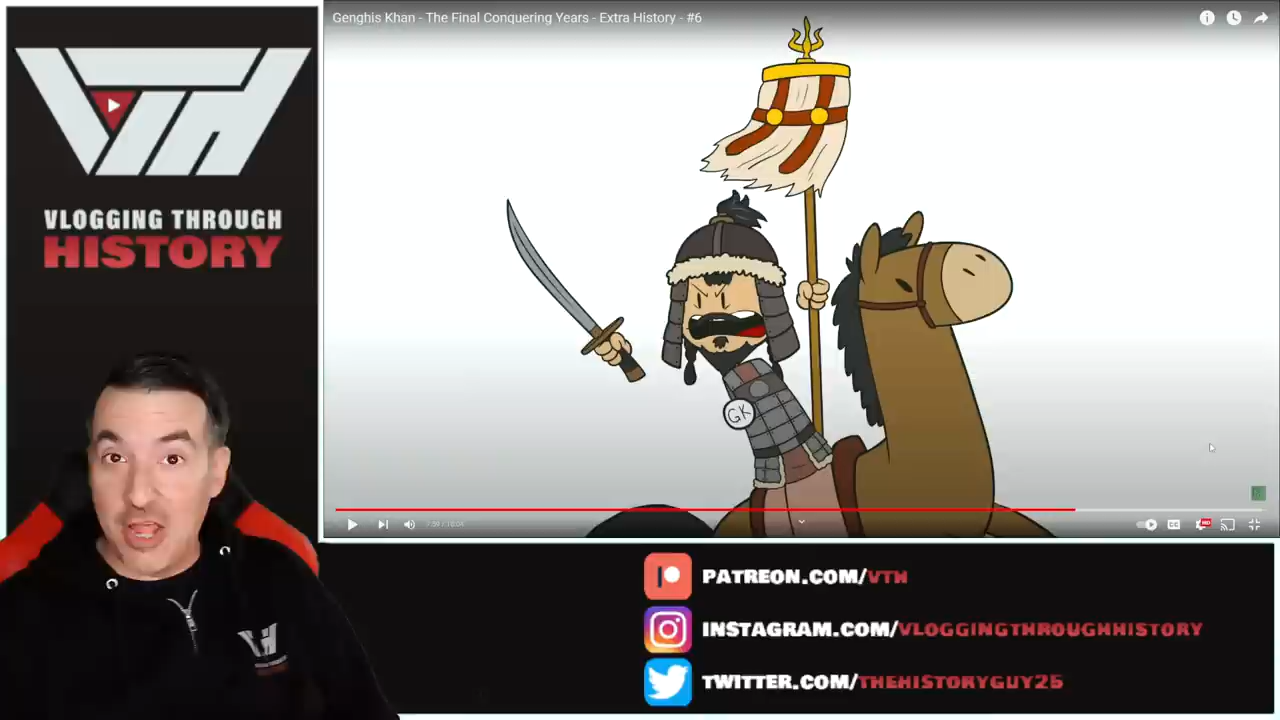 Genghis Khan - The Final Conquering Years - Extra History - #6
VLOGGING THROUGH
HISTORY
GK
PATREON.COM/VTH
INSTAGRAM.COM/VLOGGINGTHROUGHHISTORY
TWITTER.COM/THEHISTORYGUY25